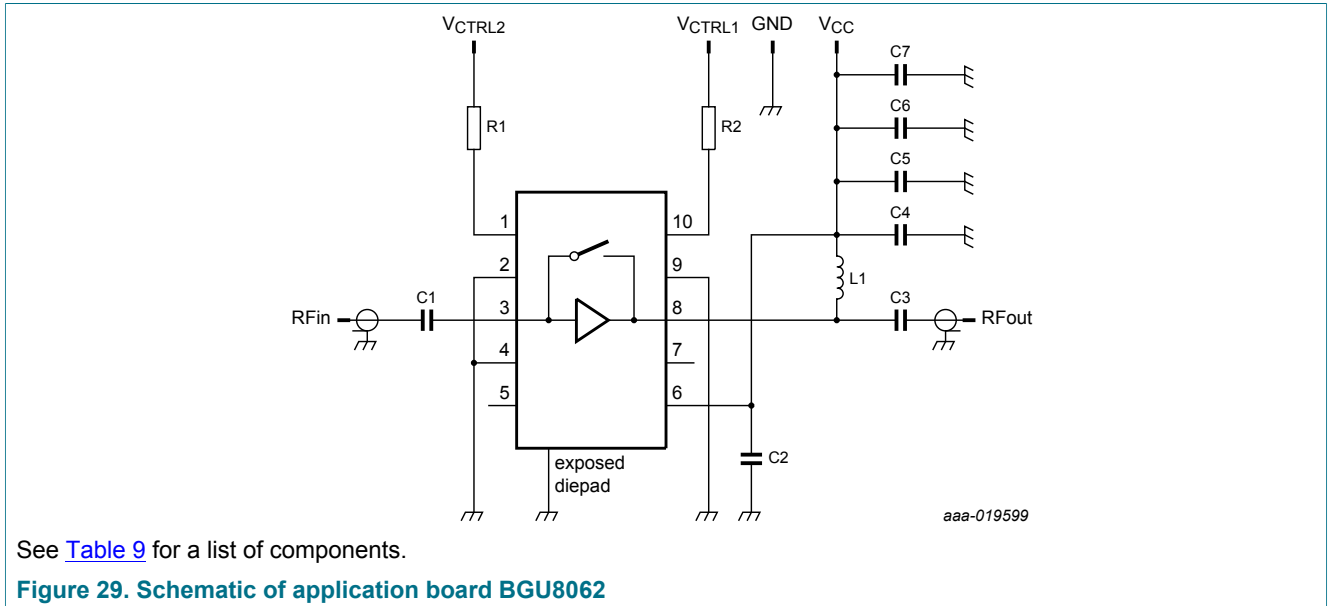 VCTRL2
VCTRL1
GND
VCC
C7
C6
R1
R2
C5
C4
1
10
2
9
L1
RFin
C1
3
8
C3
RFout
4
7
5
6
C2
exposed
diepad
aaa-019599
See Table 9 for a list of components.
Figure 29. Schematic of application board BGU8062